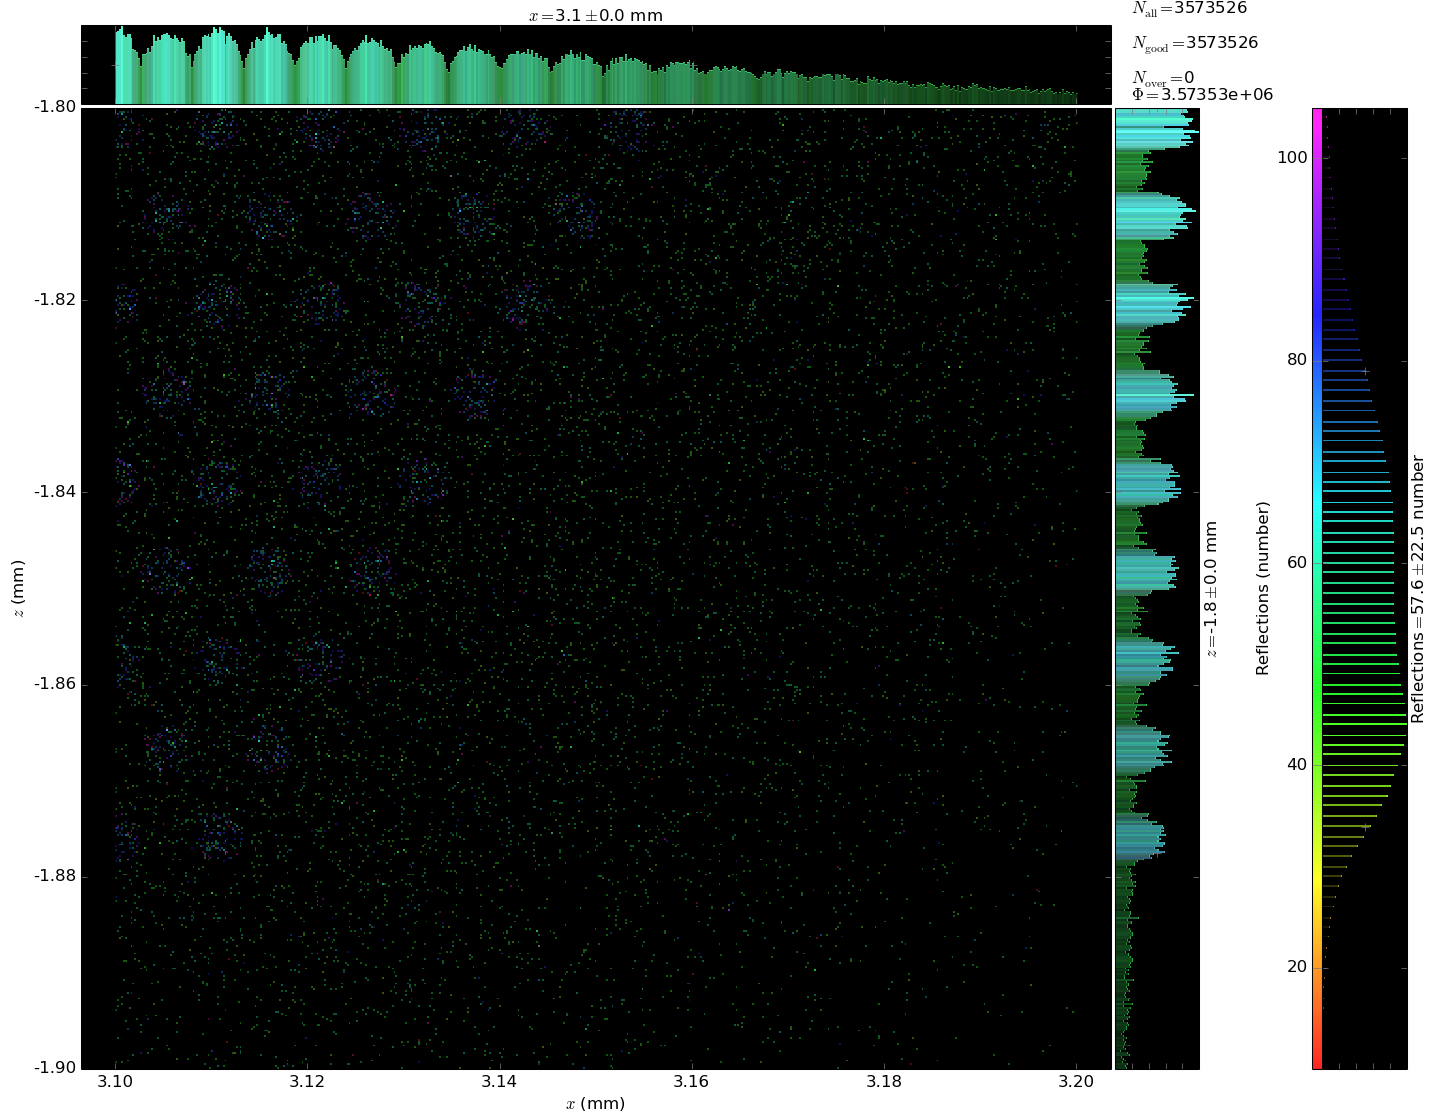 x=3.1±0.0 mm
N_all=3573526
N_good=3573526
N_over=0
Φ=3.57353e+06
-1.80
-1.82
-1.84
-1.86
-1.88
-1.90
z (mm)
3.10 3.12 3.14 3.16 3.18 3.20
x (mm)
z=-1.8±0.0 mm
Reflections (number)
100
80
60
40
20
Reflections=57.6±22.5 number